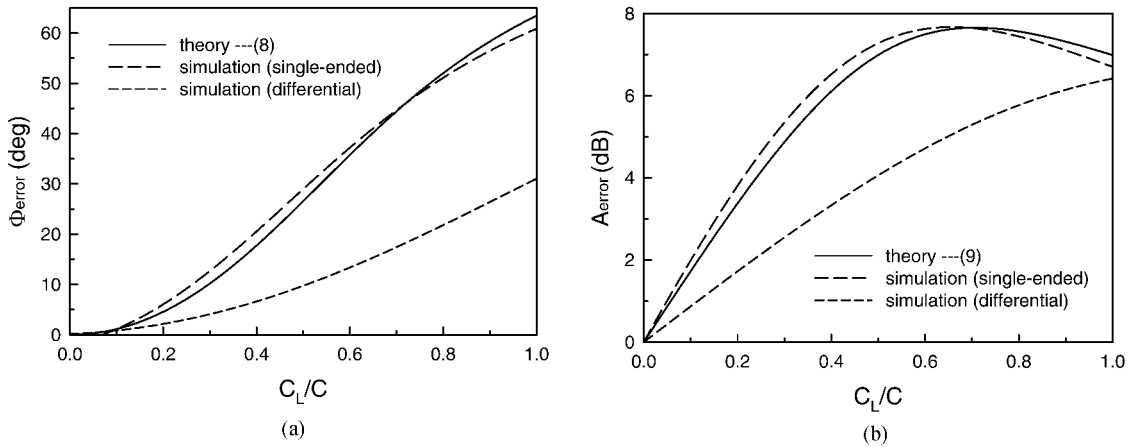 60
50
40
30
20
10
0
Φerror (deg)
theory ---(8)
simulation (single-ended)
simulation (differential)
0.0 0.2 0.4 0.6 0.8 1.0
CL/C
(a)
8
6
4
2
0
Aerror (dB)
theory ---(9)
simulation (single-ended)
simulation (differential)
0.0 0.2 0.4 0.6 0.8 1.0
CL/C
(b)